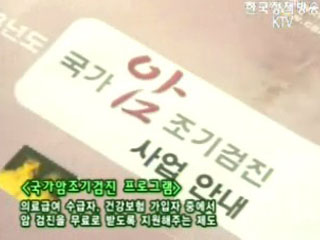 한국정책방송
KTV
년도
국가 암 조기검진
사업 안내
<국가암조기검진 프로그램>
의료급여 수급자, 건강보험 가입자 중에서
암 검진을 무료로 받도록 지원해주는 제도